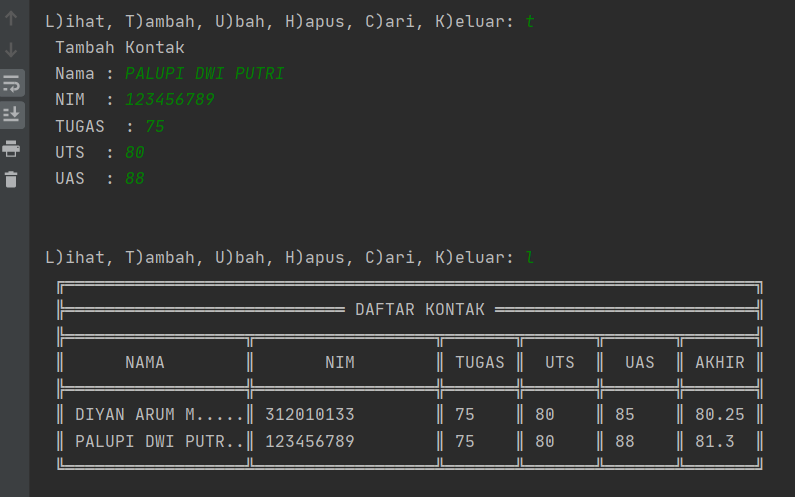 L)ihat, T)ambah, U)bah, H)apus, C)ari, K)eluar: t
Tambah Kontak
Nama : PALUPI DWI PUTRI
NIM  : 123456789
TUGAS  : 75
UTS  : 80
UAS  : 88
L)ihat, T)ambah, U)bah, H)apus, C)ari, K)eluar: l
DAFTAR KONTAK
NAMA NIM TUGAS UTS UAS AKHIR
DIYAN ARUM M..... 312010133 75 80 85 80.25
PALUPI DWI PUTR.. 123456789 75 80 88 81.3